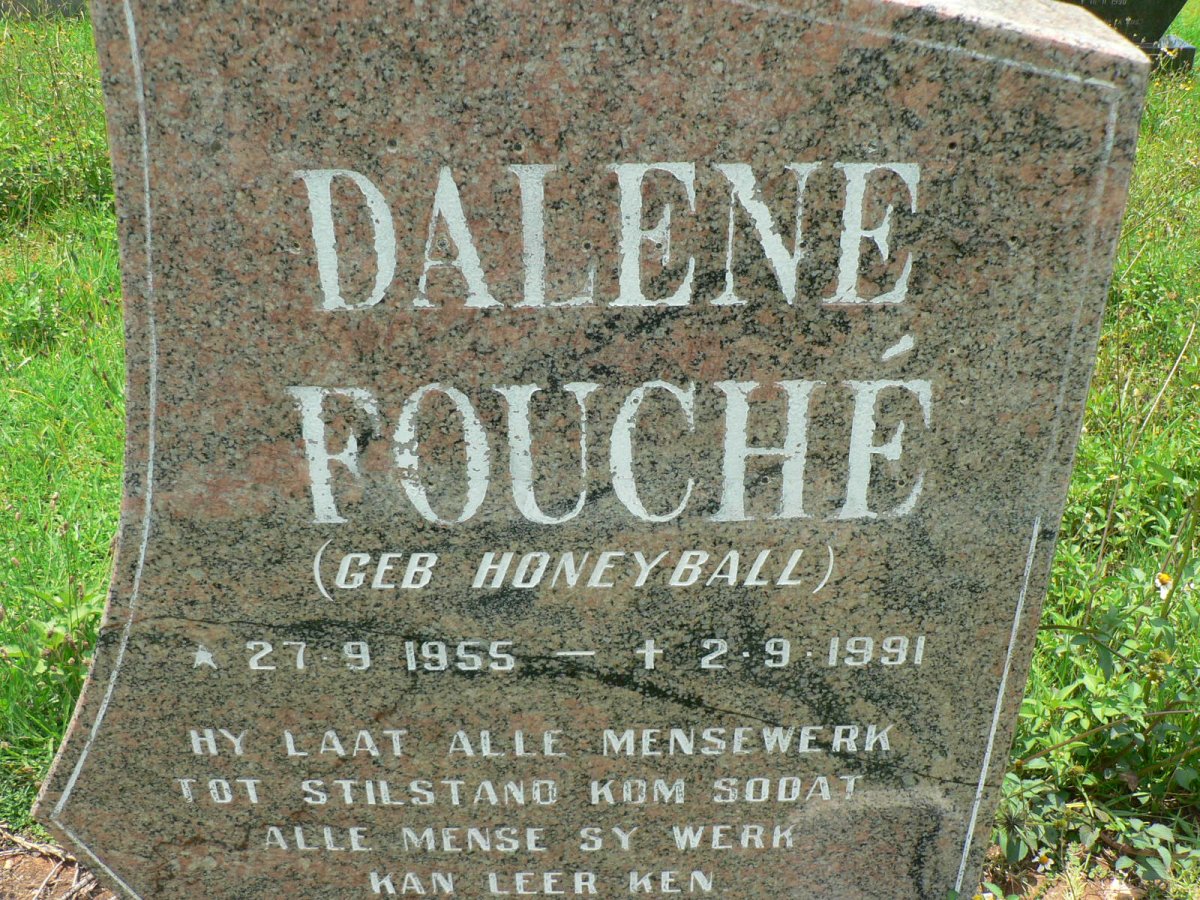 DALENE
FOUCHÉ
(GEB HONEYBALL)
★ 27·9 1955 – ✝ 2·9·1991
HY LAAT ALLE MENSEWERK
TOT STILSTAND KOM SODAT
ALLE MENSE SY WERK
KAN LEER KEN